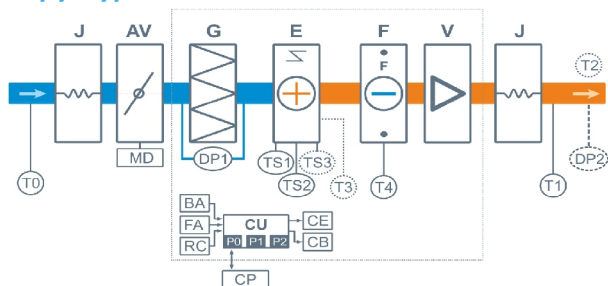 J AV G E F V J
F
T2
MD
DP1
TS1 TS3
TS2
T3
T0
T4
T1
DP2
BA
FA
RC
CU
P0 P1 P2
CE
CB
CP